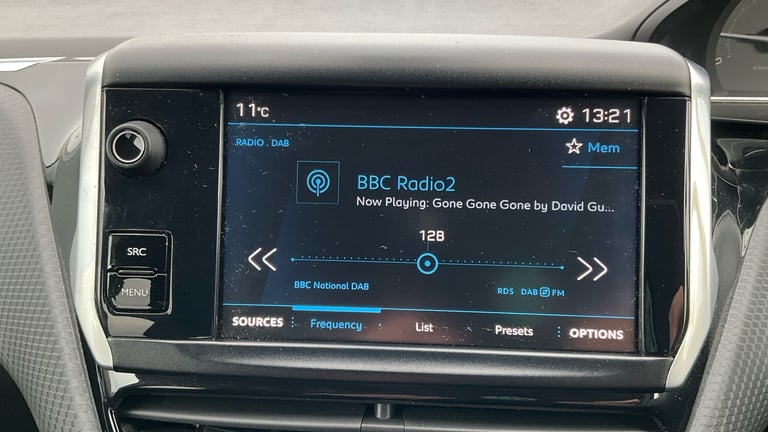 11°C 13:21
RADIO . DAB
Mem
BBC Radio2
Now Playing: Gone Gone Gone by David Gu...
SRC
12B
MENU
BBC National DAB
RDS DAB FM
SOURCES Frequency List Presets OPTIONS